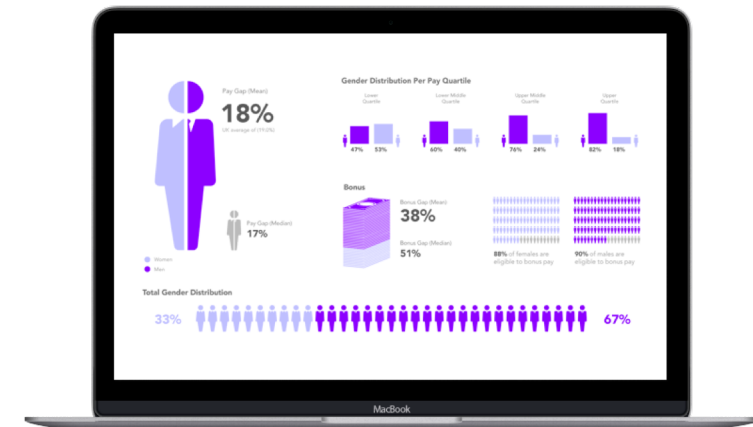 Gender Distribution Per Pay Quartile
Pay Gap (Mean)
18%
UK average of (19.0%)
Lower
Quartile
Lower Middle
Quartile
Upper Middle
Quartile
Upper
Quartile
47% 53%
60% 40%
76% 24%
82% 18%
Pay Gap (Median)
17%
Bonus
Bonus Gap (Mean)
38%
Bonus Gap (Median)
51%
88% of females are
eligible to bonus pay
90% of males are
eligible to bonus pay
Women
Men
Total Gender Distribution
33%
67%
MacBook